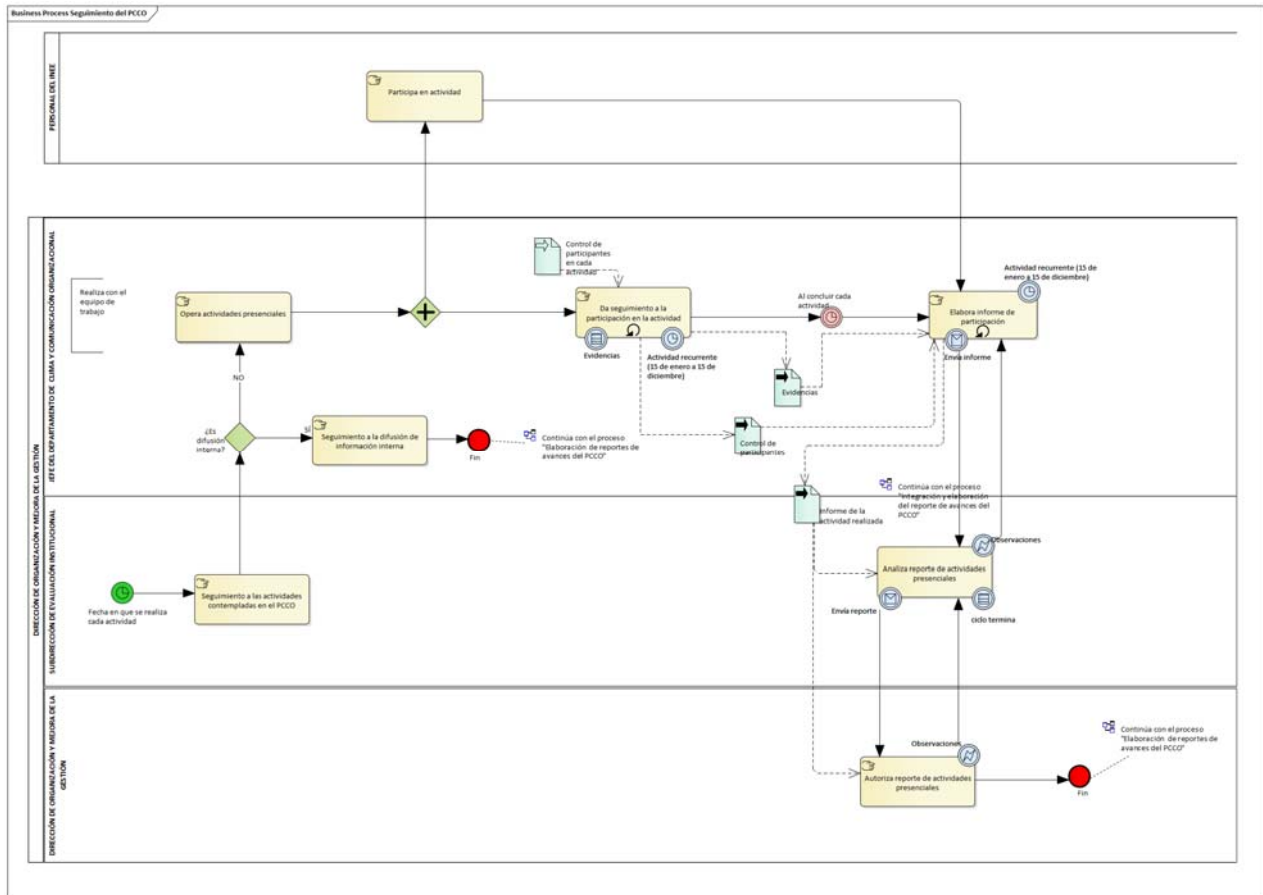 Business Process Seguimiento del PCCO
PERSONAL DEL INEE
Participa en actividad
DIRECCIÓN DE ORGANIZACIÓN Y MEJORA DE LA GESTIÓN
JEFE DEL DEPARTAMENTO DE CLIMA Y COMUNICACIÓN ORGANIZACIONAL
Realiza con el
equipo de
trabajo
Opera actividades presenciales
Control de
participantes
en cada
actividad
Da seguimiento a la
participación en la actividad
Evidencias
Actividad recurrente
(15 de enero a 15 de
diciembre)
Al concluir cada
actividad
Actividad recurrente (15 de
enero a 15 de diciembre)
Elabora informe de
participación
Envía informe
Evidencias
NO
¿Es
difusión
interna?
SÍ
Seguimiento a la difusión de
información interna
Fin
Continúa con el proceso
"Elaboración de reportes de
avances del PCCO"
Control de
participantes
Continúa con el proceso
"Integración y elaboreción
del reporte de avances del
PCCO"
Informe de la
actividad realizada
SUBDIRECCIÓN DE EVALUACIÓN INSTITUCIONAL
Fecha en que se realiza
cada actividad
Seguimiento a las actividades
contempladas en el PCCO
Observaciones
Analiza reporte de actividades
presenciales
Envía reporte
ciclo termina
DIRECCIÓN DE ORGANIZACIÓN Y MEJORA DE LA
GESTIÓN
Observaciones
Autoriza reporte de actividades
presenciales
Fin
Continúa con el proceso
"Elaboración de reportes de
avances del PCCO"